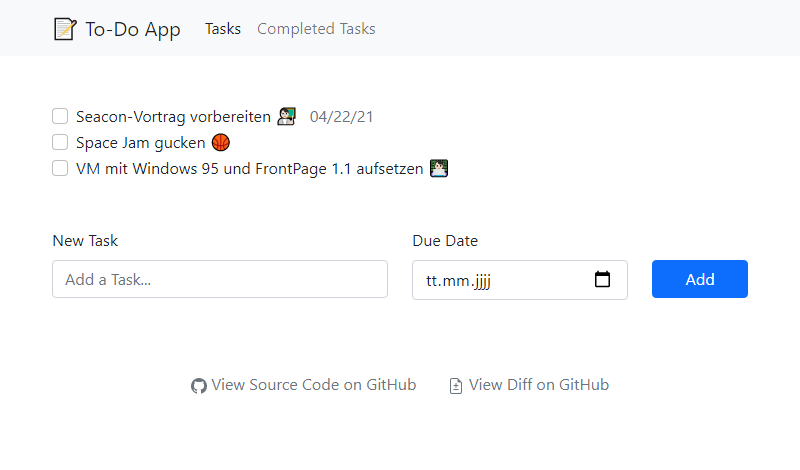 📝 To-Do App Tasks Completed Tasks
Seacon-Vortrag vorbereiten 👩‍🏫 04/22/21
Space Jam gucken 🏀
VM mit Windows 95 und FrontPage 1.1 aufsetzen 👩‍💻
New Task Due Date
Add a Task... tt.mm.jjjj Add
View Source Code on GitHub View Diff on GitHub